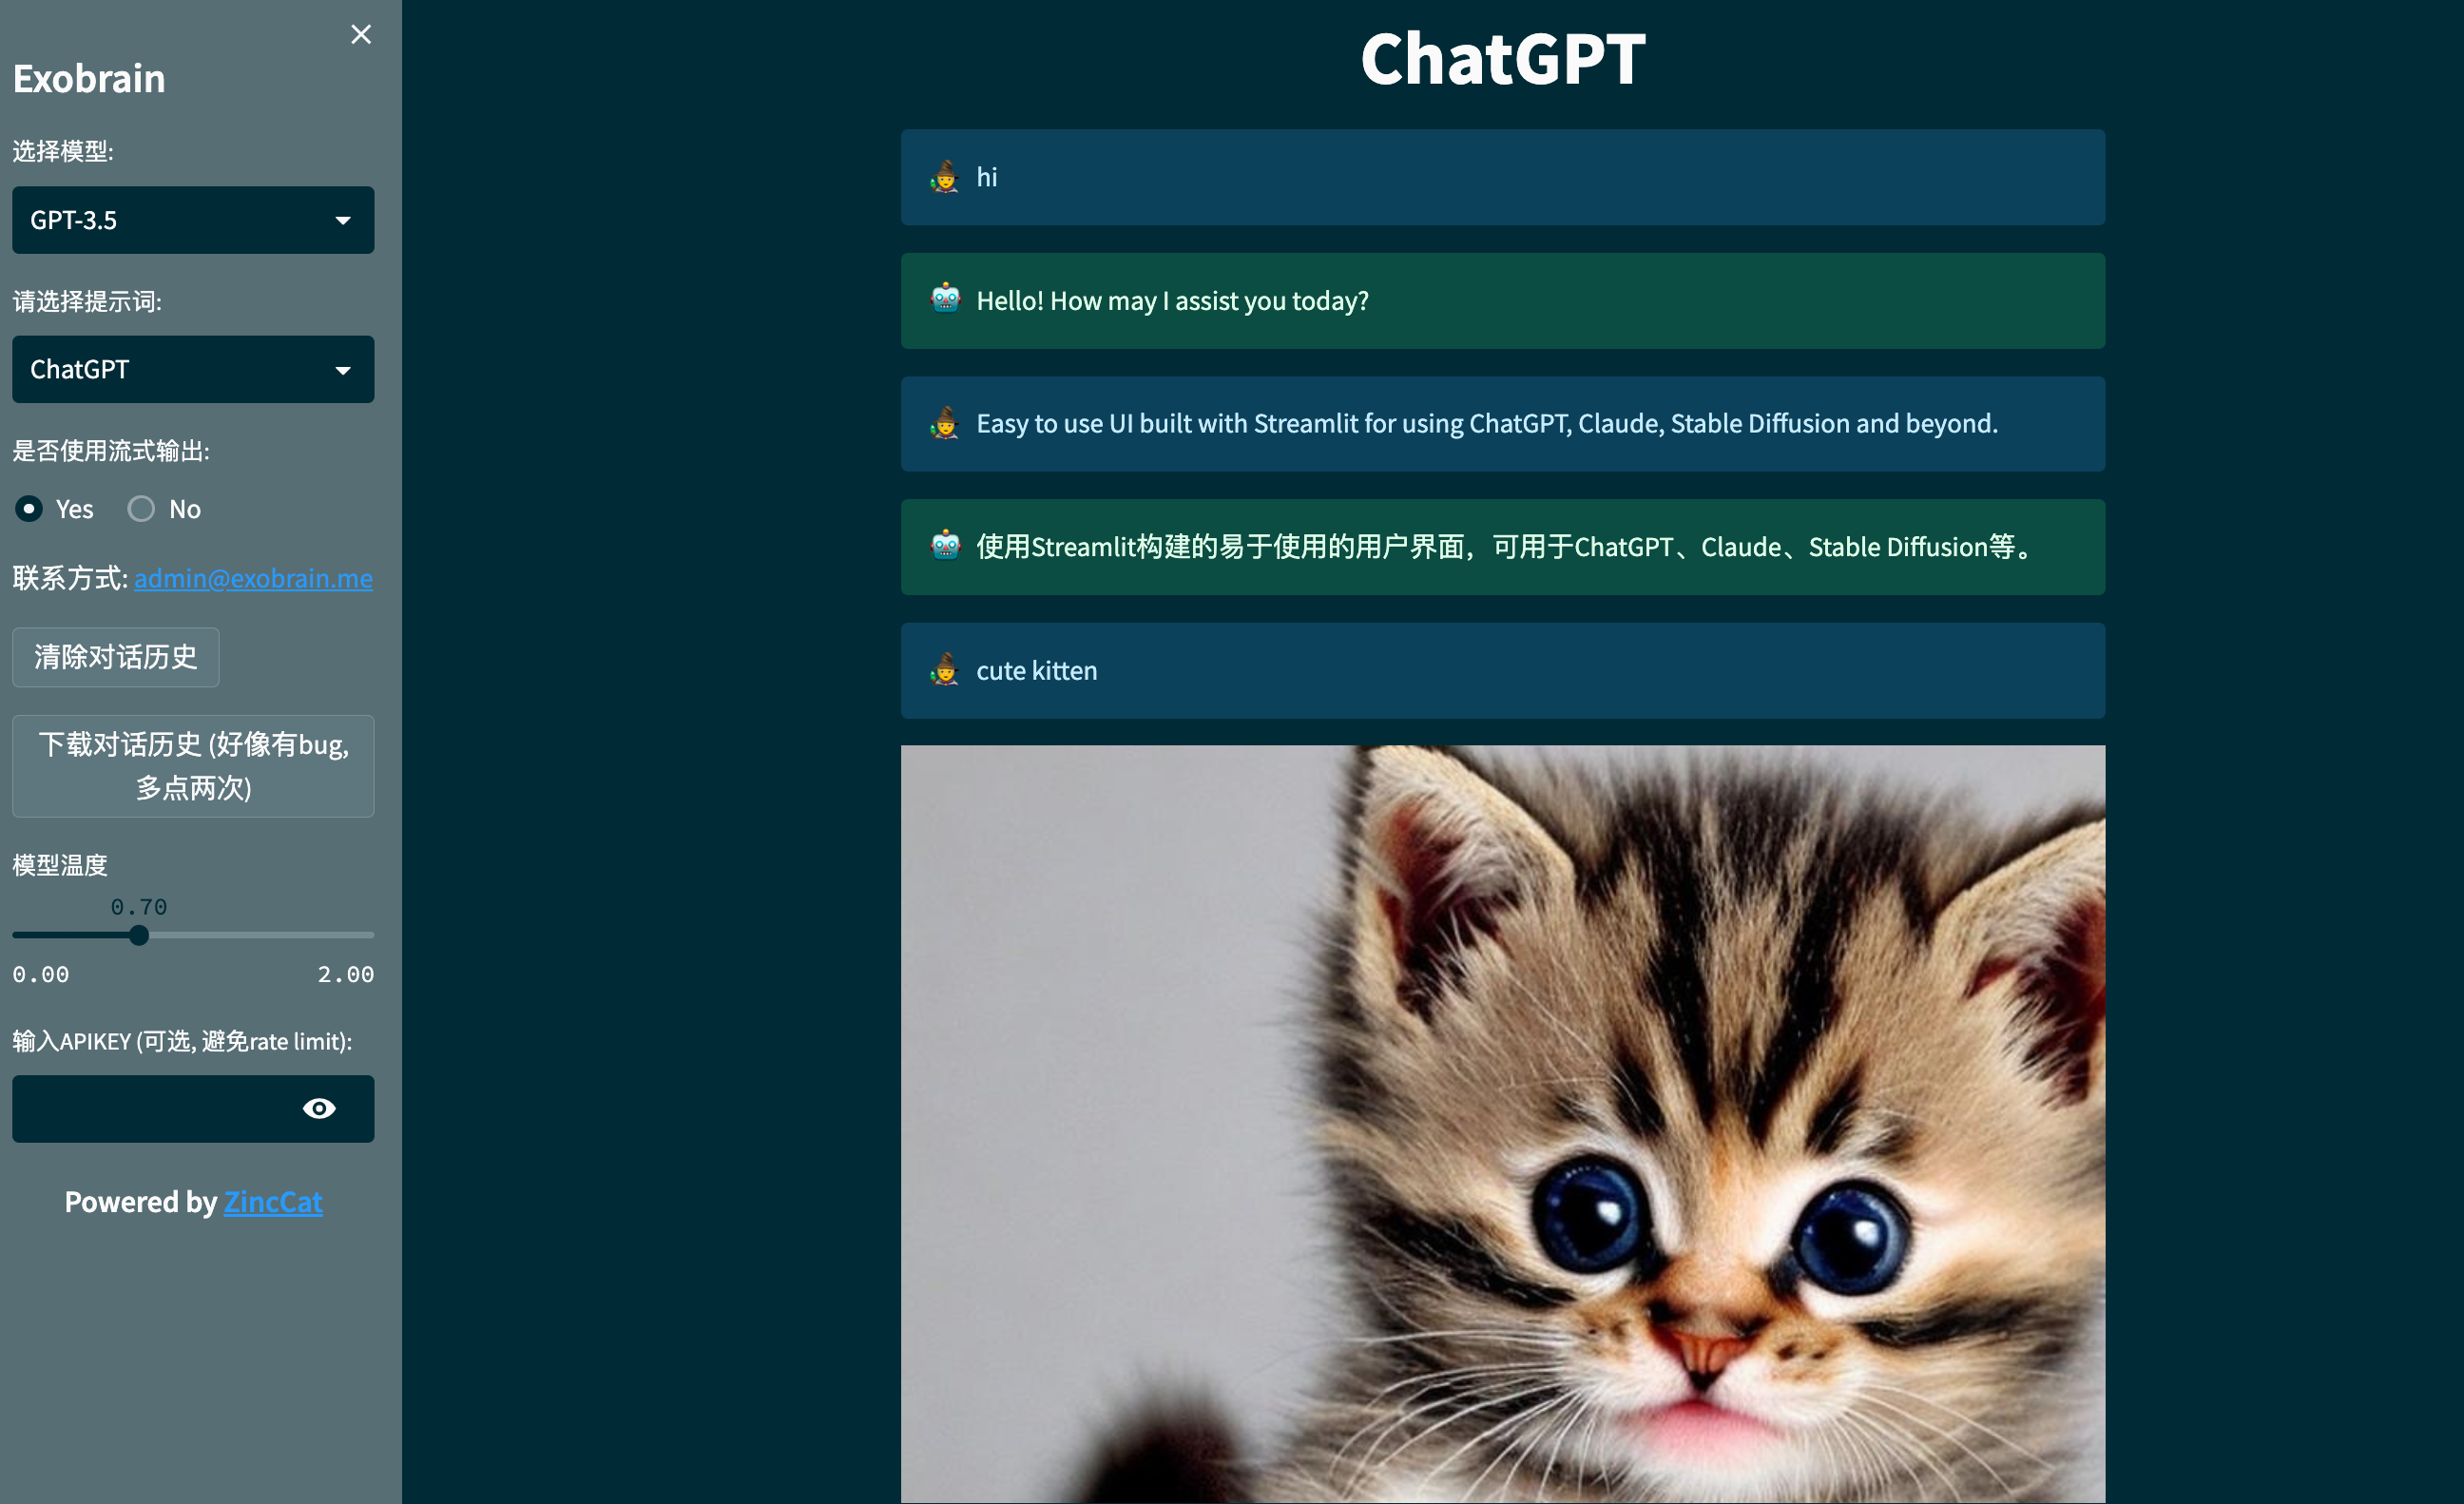 Exobrain
选择模型:
GPT-3.5
请选择提示词:
ChatGPT
是否使用流式输出:
Yes No
联系方式: admin@exobrain.me
清除对话历史
下载对话历史 (好像有bug,
多点两次)
模型温度
0.70
0.00 2.00
输入APIKEY (可选, 避免rate limit):
Powered by ZincCat
ChatGPT
hi
Hello! How may I assist you today?
Easy to use UI built with Streamlit for using ChatGPT, Claude, Stable Diffusion and beyond.
使用Streamlit构建的易于使用的用户界面，可用于ChatGPT、Claude、Stable Diffusion等。
cute kitten